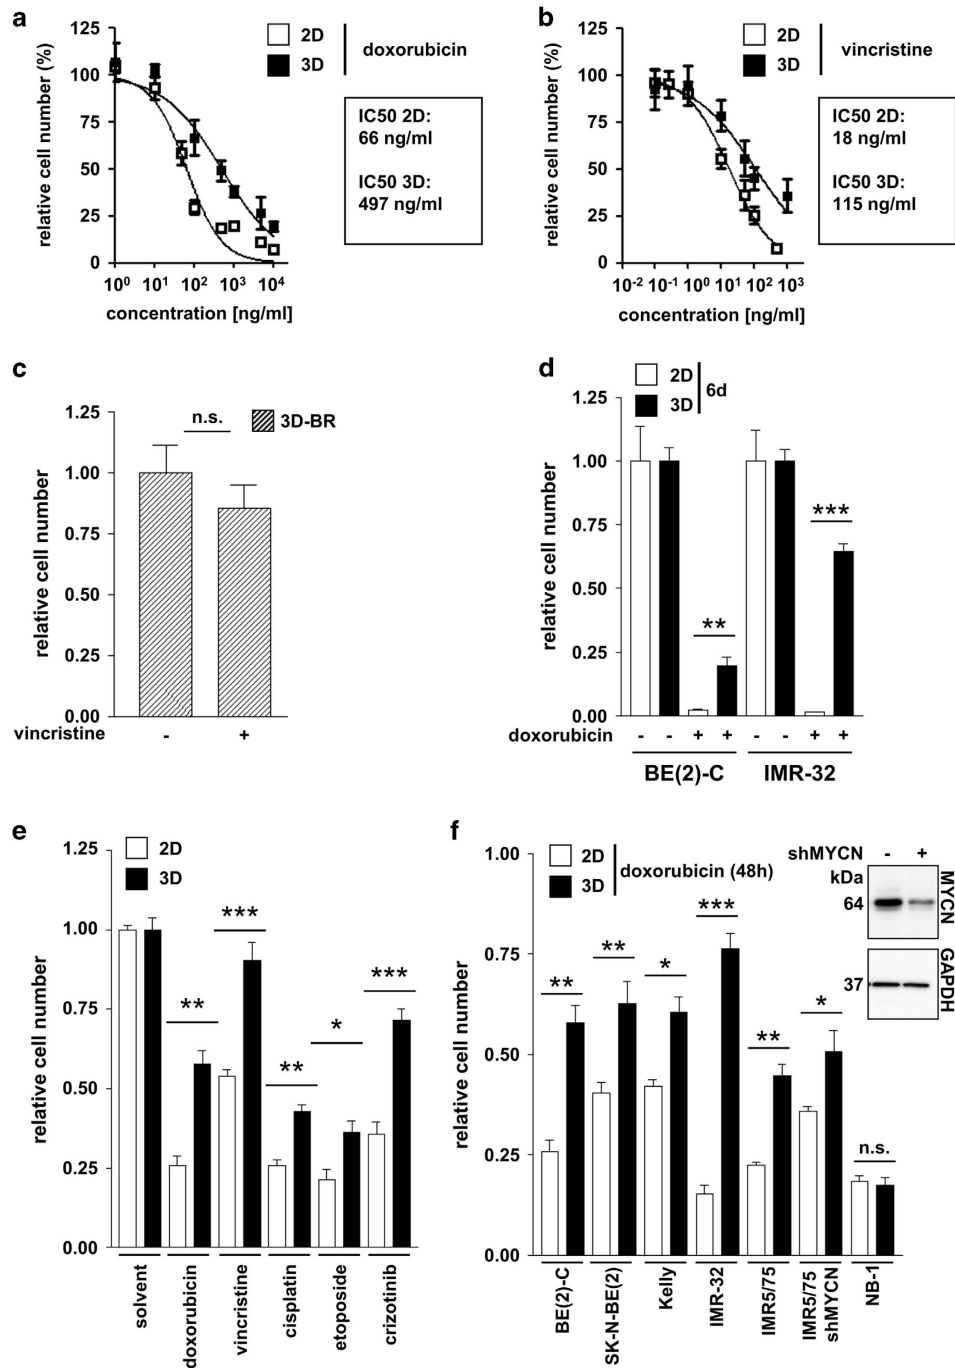 a
125
100
75
50
25
0
relative cell number (%)
10⁰ 10¹ 10² 10³ 10⁴
concentration [ng/ml]
2D
3D
doxorubicin
IC50 2D:
66 ng/ml
IC50 3D:
497 ng/ml
b
125
100
75
50
25
0
relative cell number (%)
10⁻² 10⁻¹ 10⁰ 10¹ 10² 10³
concentration [ng/ml]
2D
3D
vincristine
IC50 2D:
18 ng/ml
IC50 3D:
115 ng/ml
c
1.25
1.00
0.75
0.50
0.25
0.00
relative cell number
n.s.
3D-BR
vincristine - +
d
2D
3D
6d
1.25
1.00
0.75
0.50
0.25
0.00
relative cell number
**
***
doxorubicin - - + + - - + +
BE(2)-C IMR-32
e
2D
3D
1.25
1.00
0.75
0.50
0.25
0.00
relative cell number
**
***
**
*
***
solvent
doxorubicin
vincristine
cisplatin
etoposide
crizotinib
f
2D
3D
doxorubicin (48h)
1.00
0.75
0.50
0.25
0.00
relative cell number
**
**
*
***
**
*
n.s.
BE(2)-C
SK-N-BE(2)
Kelly
IMR-32
IMR5/75
IMR5/75
shMYCN
NB-1
shMYCN - +
kDa
64
MYCN
37
GAPDH